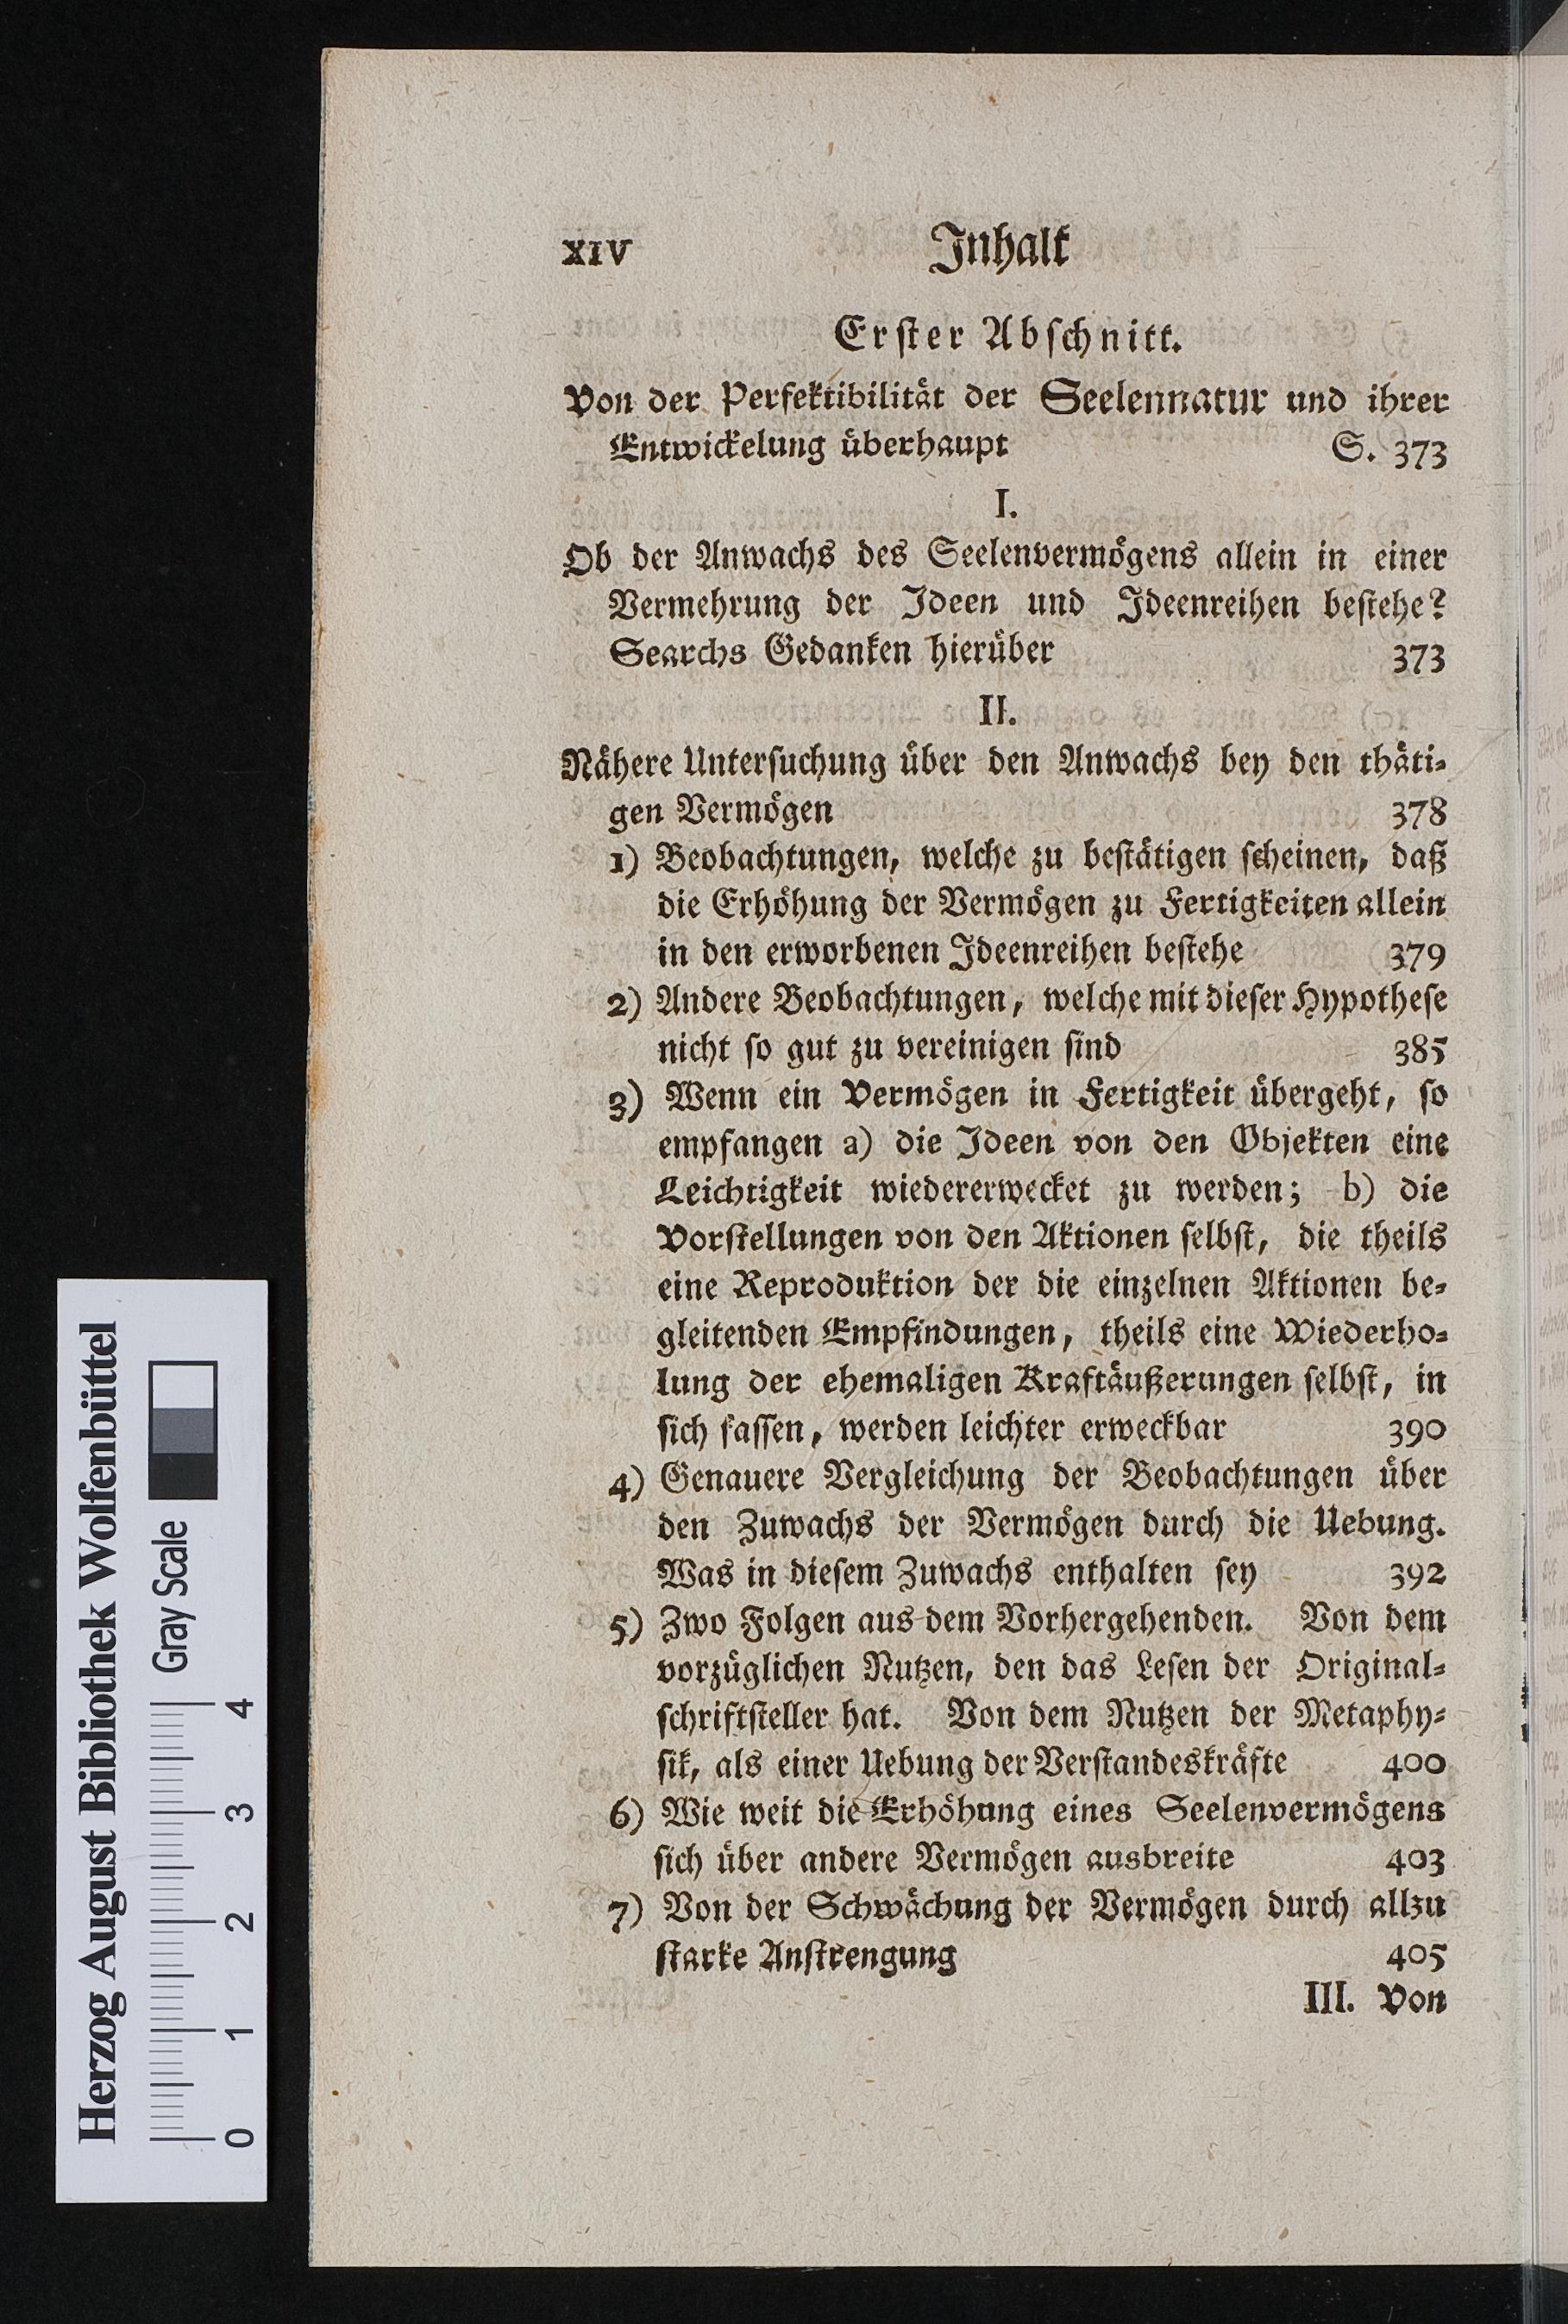 XIV Inhalt
Erſter Abſchnitt.
Von der Perfektibilität der Seelennatur und ihrer
Entwickelung überhaupt S. 373
I.
Ob der Anwachs des Seelenvermögens allein in einer
Vermehrung der Ideen und Ideenreihen beſtehe?
Searchs Gedanken hierüber 373
II.
Nähere Unterſuchung über den Anwachs bey den thäti-
gen Vermögen 378
1) Beobachtungen, welche zu beſtätigen ſcheinen, daß
die Erhöhung der Vermögen zu Fertigkeiten allein
in den erworbenen Ideenreihen beſtehe 379
2) Andere Beobachtungen, welche mit dieſer Hypotheſe
nicht ſo gut zu vereinigen ſind 385
3) Wenn ein Vermögen in Fertigkeit übergeht, ſo
empfangen a) die Ideen von den Objekten eine
Leichtigkeit wiedererwecket zu werden; b) die
Vorſtellungen von den Aktionen ſelbſt, die theils
eine Reproduktion der die einzelnen Aktionen be-
gleitenden Empfindungen, theils eine Wiederho-
lung der ehemaligen Kraftäußerungen ſelbſt, in
ſich faſſen, werden leichter erweckbar 390
4) Genauere Vergleichung der Beobachtungen über
den Zuwachs der Vermögen durch die Uebung.
Was in dieſem Zuwachs enthalten ſey 392
5) Zwo Folgen aus dem Vorhergehenden. Von dem
vorzüglichen Nutzen, den das Leſen der Original-
ſchriftſteller hat. Von dem Nutzen der Metaphy-
ſik, als einer Uebung der Verſtandeskräfte 400
6) Wie weit die Erhöhung eines Seelenvermögens
ſich über andere Vermögen ausbreite 403
7) Von der Schwächung der Vermögen durch allzu
ſtarke Anſtrengung 405
III. Von
Herzog August Bibliothek Wolfenbüttel
Gray Scale
0 1 2 3 4